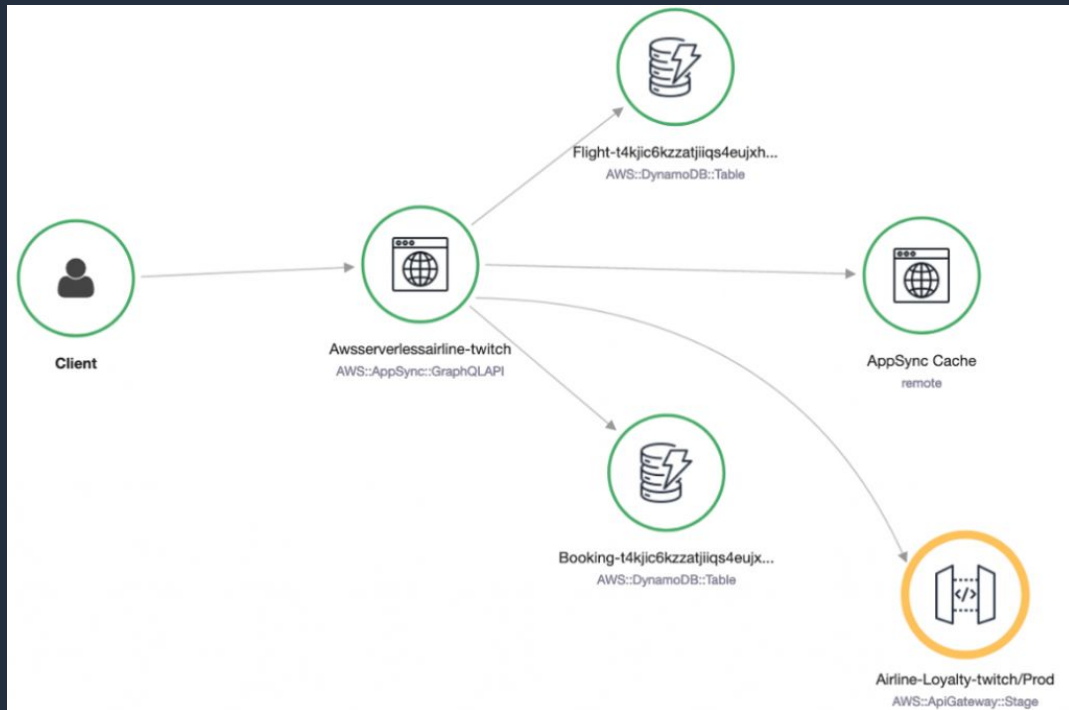 Flight-t4kjic6kzzatjiiqs4eujxh...
AWS::DynamoDB::Table
Client
Awsserverlessairline-twitch
AWS::AppSync::GraphQLAPI
AppSync Cache
remote
Booking-t4kjic6kzzatjiiqs4eujx...
AWS::DynamoDB::Table
</>
Airline-Loyalty-twitch/Prod
AWS::ApiGateway::Stage